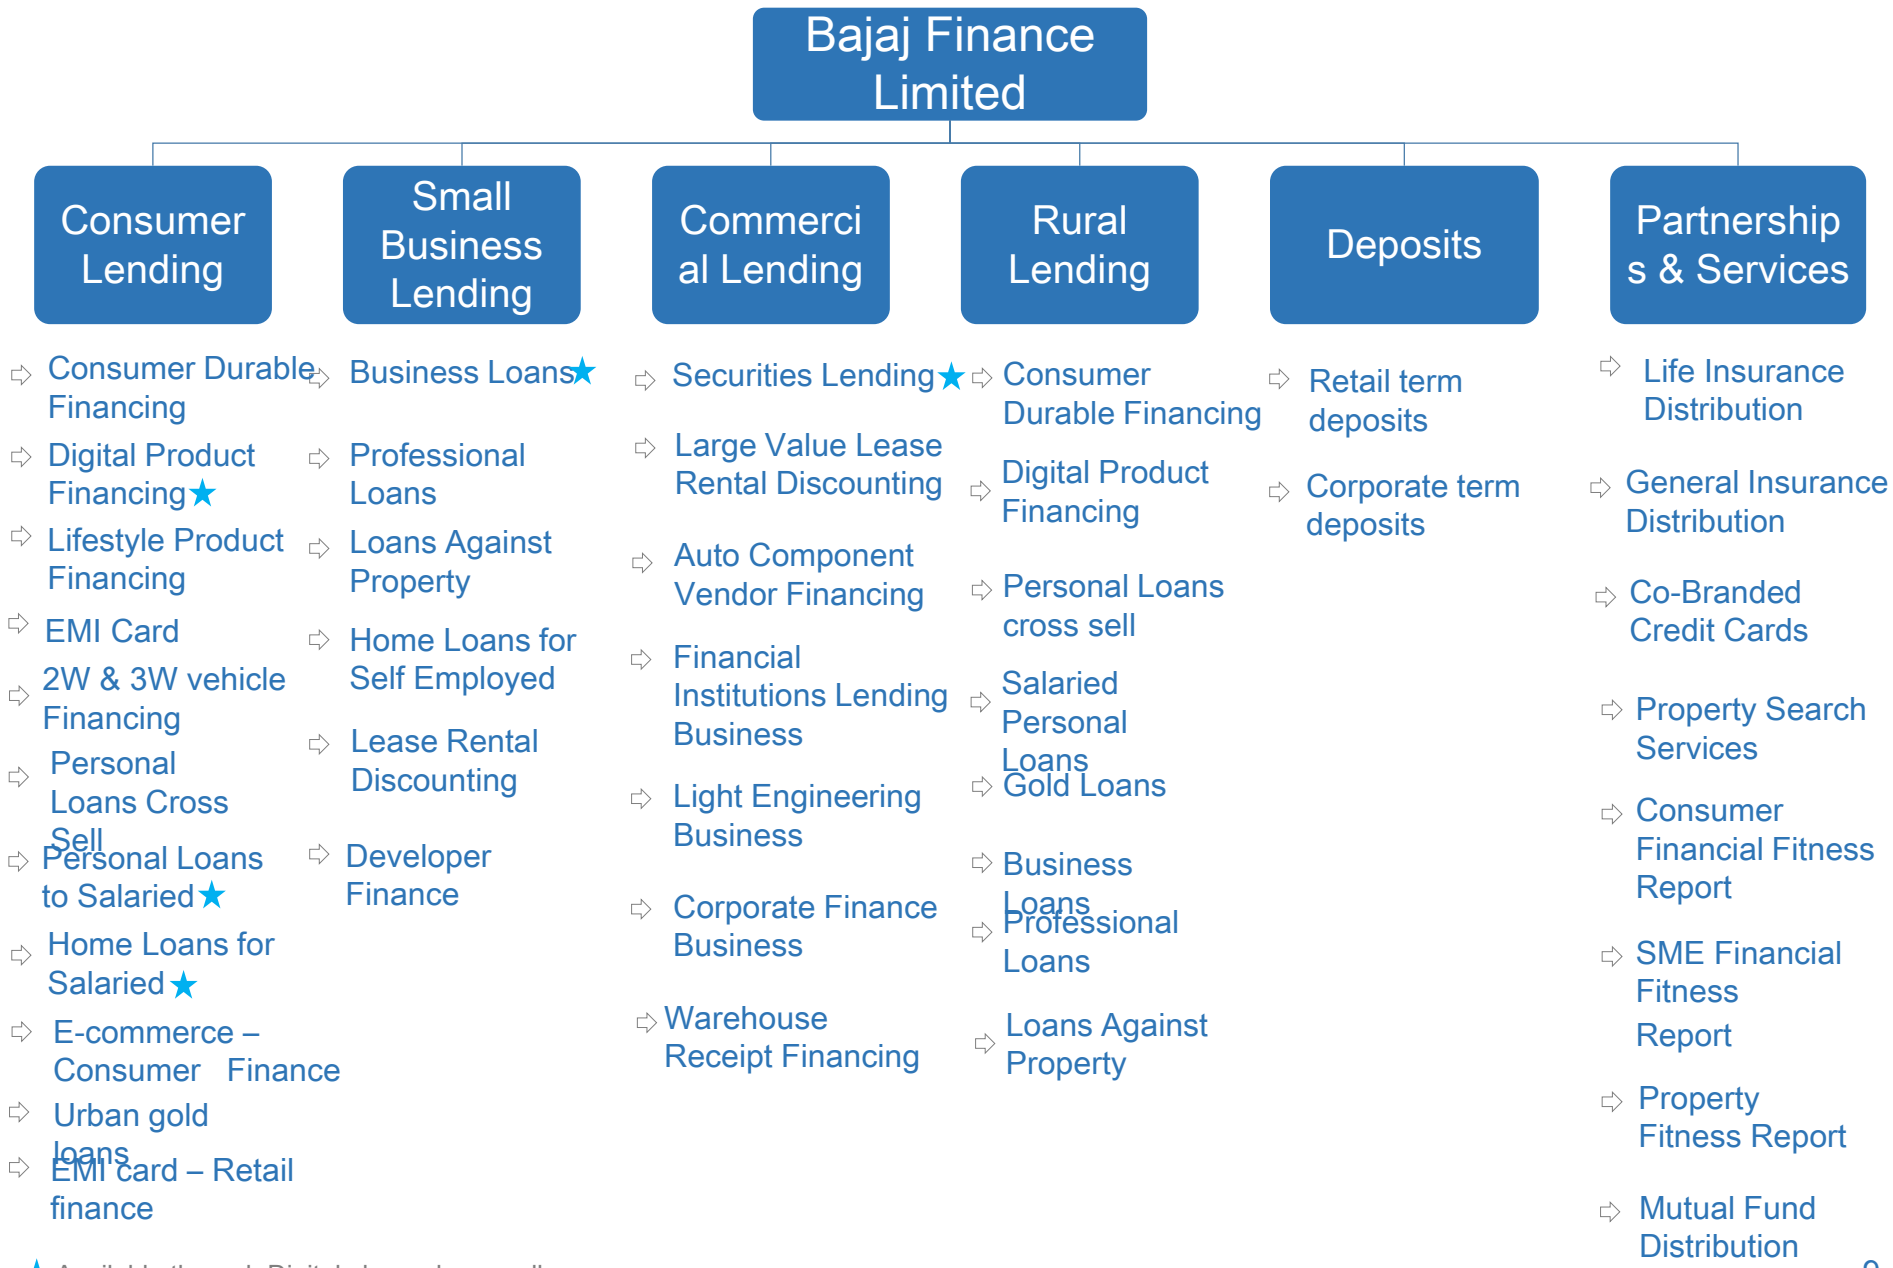 Bajaj Finance
Limited
Consumer
Lending
Small
Business
Lending
Commerci
al Lending
Rural
Lending
Deposits
Partnership
s & Services
Consumer Durable
Financing
Digital Product
Financing
Lifestyle Product
Financing
EMI Card
2W & 3W vehicle
Financing
Personal
Loans Cross
Sell
Personal Loans
to Salaried
Home Loans for
Salaried
E-commerce –
Consumer Finance
Urban gold
loans
EMI card – Retail
finance
Business Loans
Professional
Loans
Loans Against
Property
Home Loans for
Self Employed
Lease Rental
Discounting
Developer
Finance
Securities Lending
Large Value Lease
Rental Discounting
Auto Component
Vendor Financing
Financial
Institutions Lending
Business
Light Engineering
Business
Corporate Finance
Business
Warehouse
Receipt Financing
Consumer
Durable Financing
Digital Product
Financing
Personal Loans
cross sell
Salaried
Personal
Loans
Gold Loans
Business
Loans
Professional
Loans
Loans Against
Property
Retail term
deposits
Corporate term
deposits
Life Insurance
Distribution
General Insurance
Distribution
Co-Branded
Credit Cards
Property Search
Services
Consumer
Financial Fitness
Report
SME Financial
Fitness
Report
Property
Fitness Report
Mutual Fund
Distribution